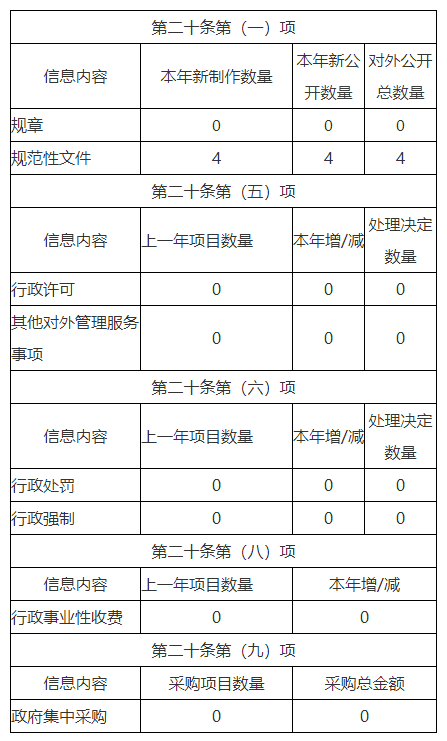 第二十条第（一）项
信息内容 本年新制作数量 本年新公开数量 对外公开总数量
规章 0 0 0
规范性文件 4 4 4
第二十条第（五）项
信息内容 上一年项目数量 本年增/减 处理决定数量
行政许可 0 0 0
其他对外管理服务事项 0 0 0
第二十条第（六）项
信息内容 上一年项目数量 本年增/减 处理决定数量
行政处罚 0 0 0
行政强制 0 0 0
第二十条第（八）项
信息内容 上一年项目数量 本年增/减
行政事业性收费 0 0
第二十条第（九）项
信息内容 采购项目数量 采购总金额
政府集中采购 0 0